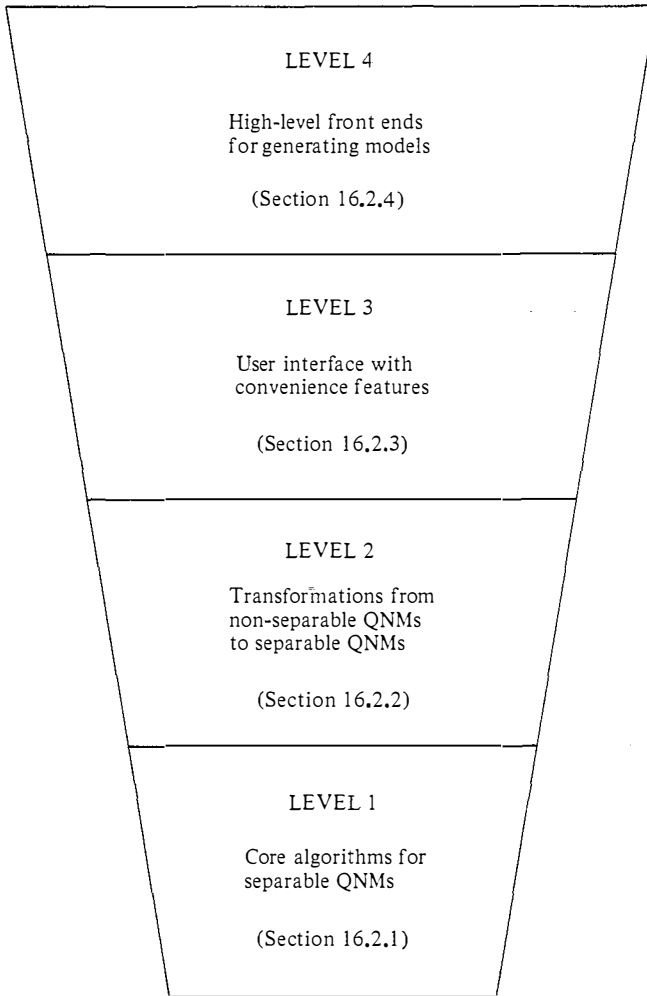 LEVEL 4
High-level front ends
for generating models
(Section 16.2.4)
LEVEL 3
User interface with
convenience features
(Section 16.2.3)
LEVEL 2
Transformations from
non-separable QNMs
to separable QNMs
(Section 16.2.2)
LEVEL 1
Core algorithms for
separable QNMs
(Section 16.2.1)